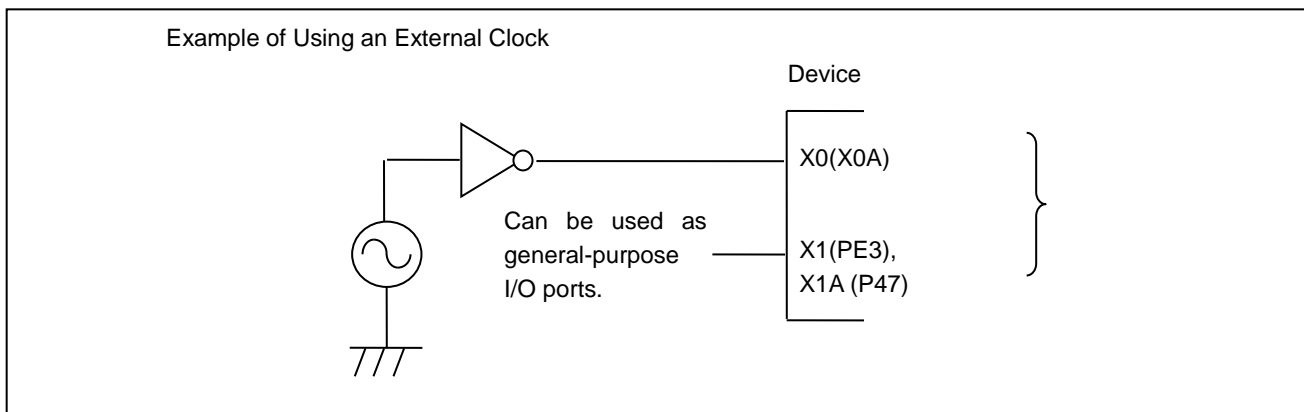 Example of Using an External Clock
Device
X0(X0A)
Can be used as
general-purpose
I/O ports.
X1(PE3),
X1A (P47)